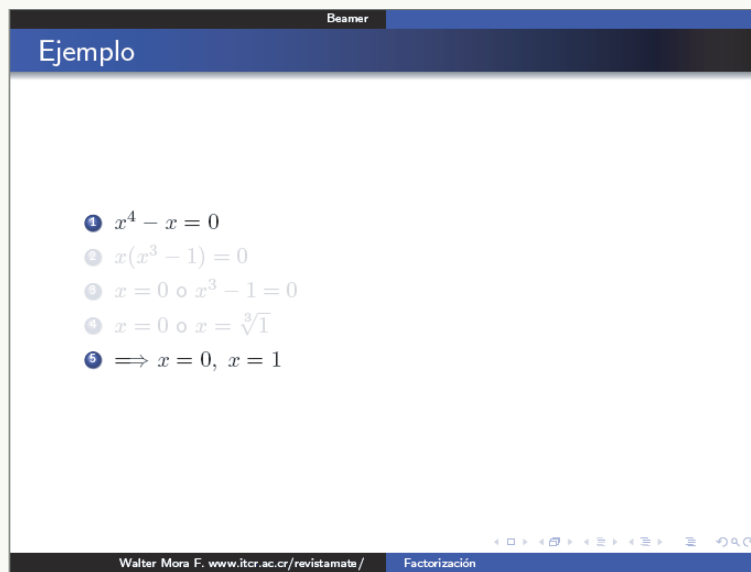 Beamer
Ejemplo
1 x⁴ − x = 0
2 x(x³ − 1) = 0
3 x = 0 o x³ − 1 = 0
4 x = 0 o x = ∛1
5 ⟹ x = 0, x = 1
Walter Mora F. www.itcr.ac.cr/revistamate/ Factorización